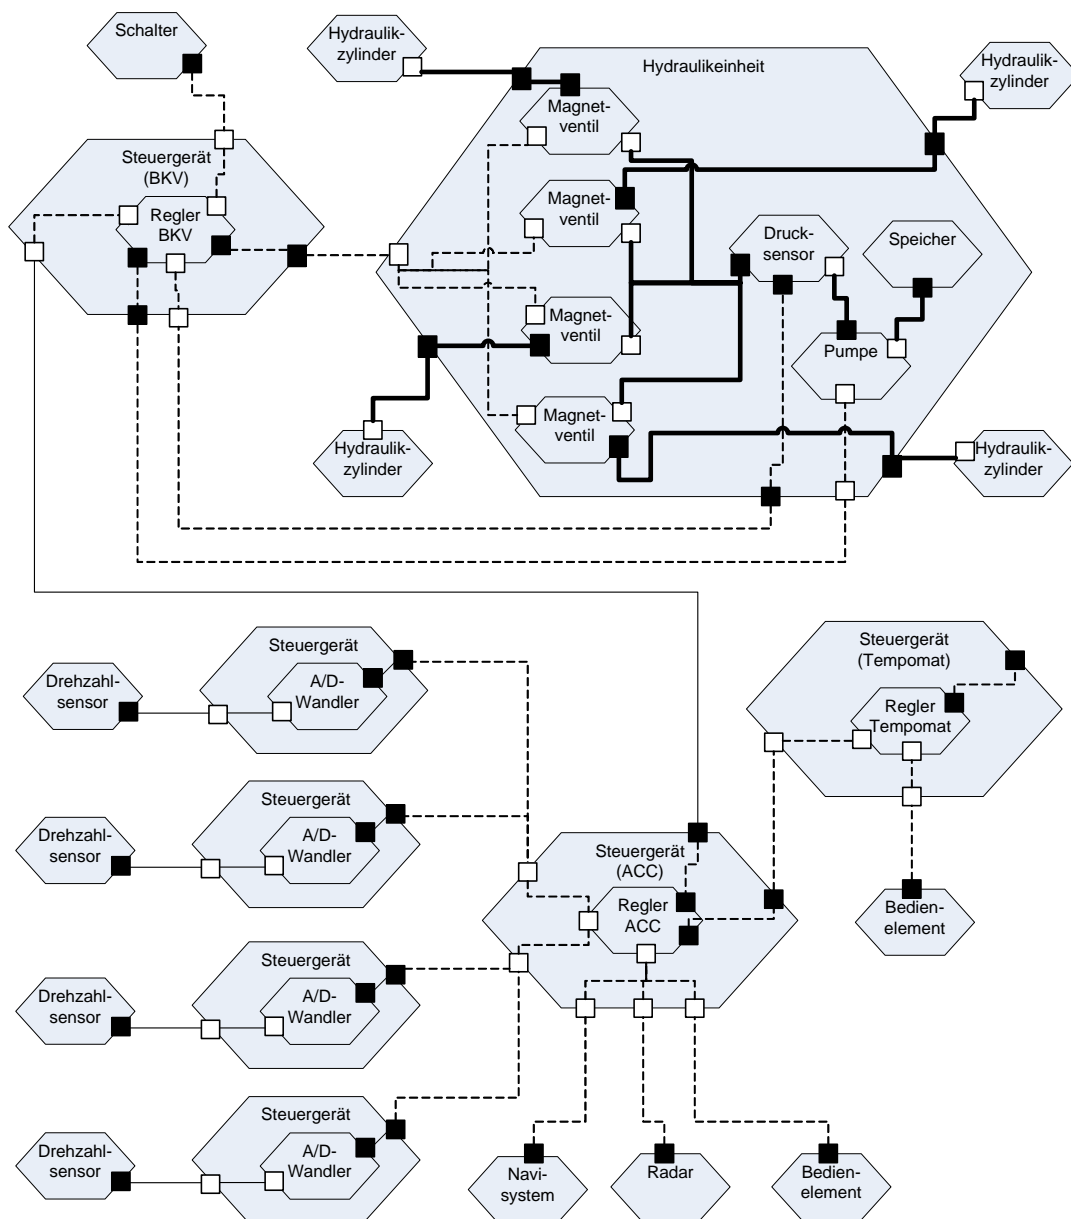 Schalter
Hydraulik-
zylinder
Hydraulikeinheit
Hydraulik-
zylinder
Magnet-
ventil
Steuergerät
(BKV)
Regler
BKV
Magnet-
ventil
Druck-
sensor
Speicher
Magnet-
ventil
Pumpe
Magnet-
ventil
Hydraulik-
zylinder
Hydraulik-
zylinder
Steuergerät
A/D-
Wandler
Drehzahl-
sensor
Steuergerät
(Tempomat)
Regler
Tempomat
Steuergerät
A/D-
Wandler
Drehzahl-
sensor
Steuergerät
(ACC)
Regler
ACC
Bedien-
element
Steuergerät
A/D-
Wandler
Drehzahl-
sensor
Steuergerät
A/D-
Wandler
Drehzahl-
sensor
Navi-
system
Radar
Bedien-
element